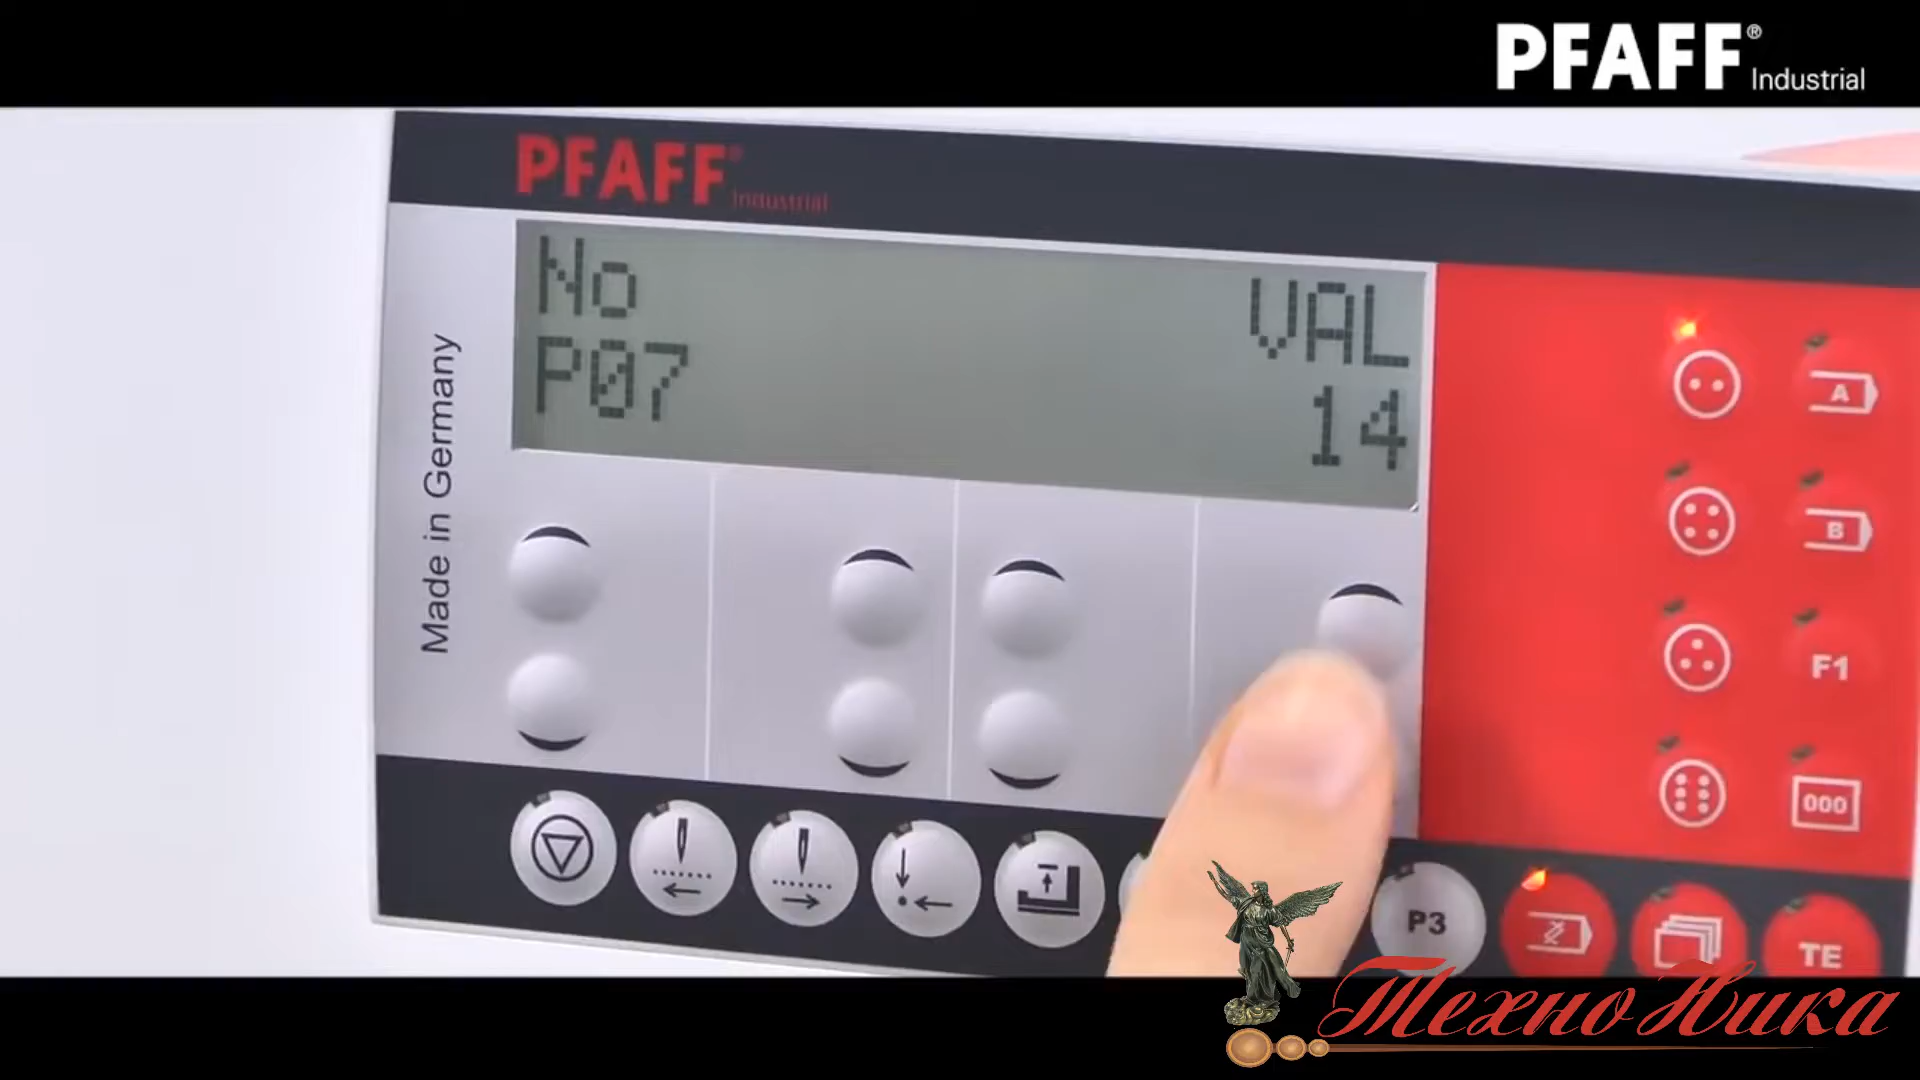 PFAFF®
Industrial
PFAFF®
Industrial
No VAL
P07 14
Made in Germany
A
B
F1
000
P3
TE
ТехноНика